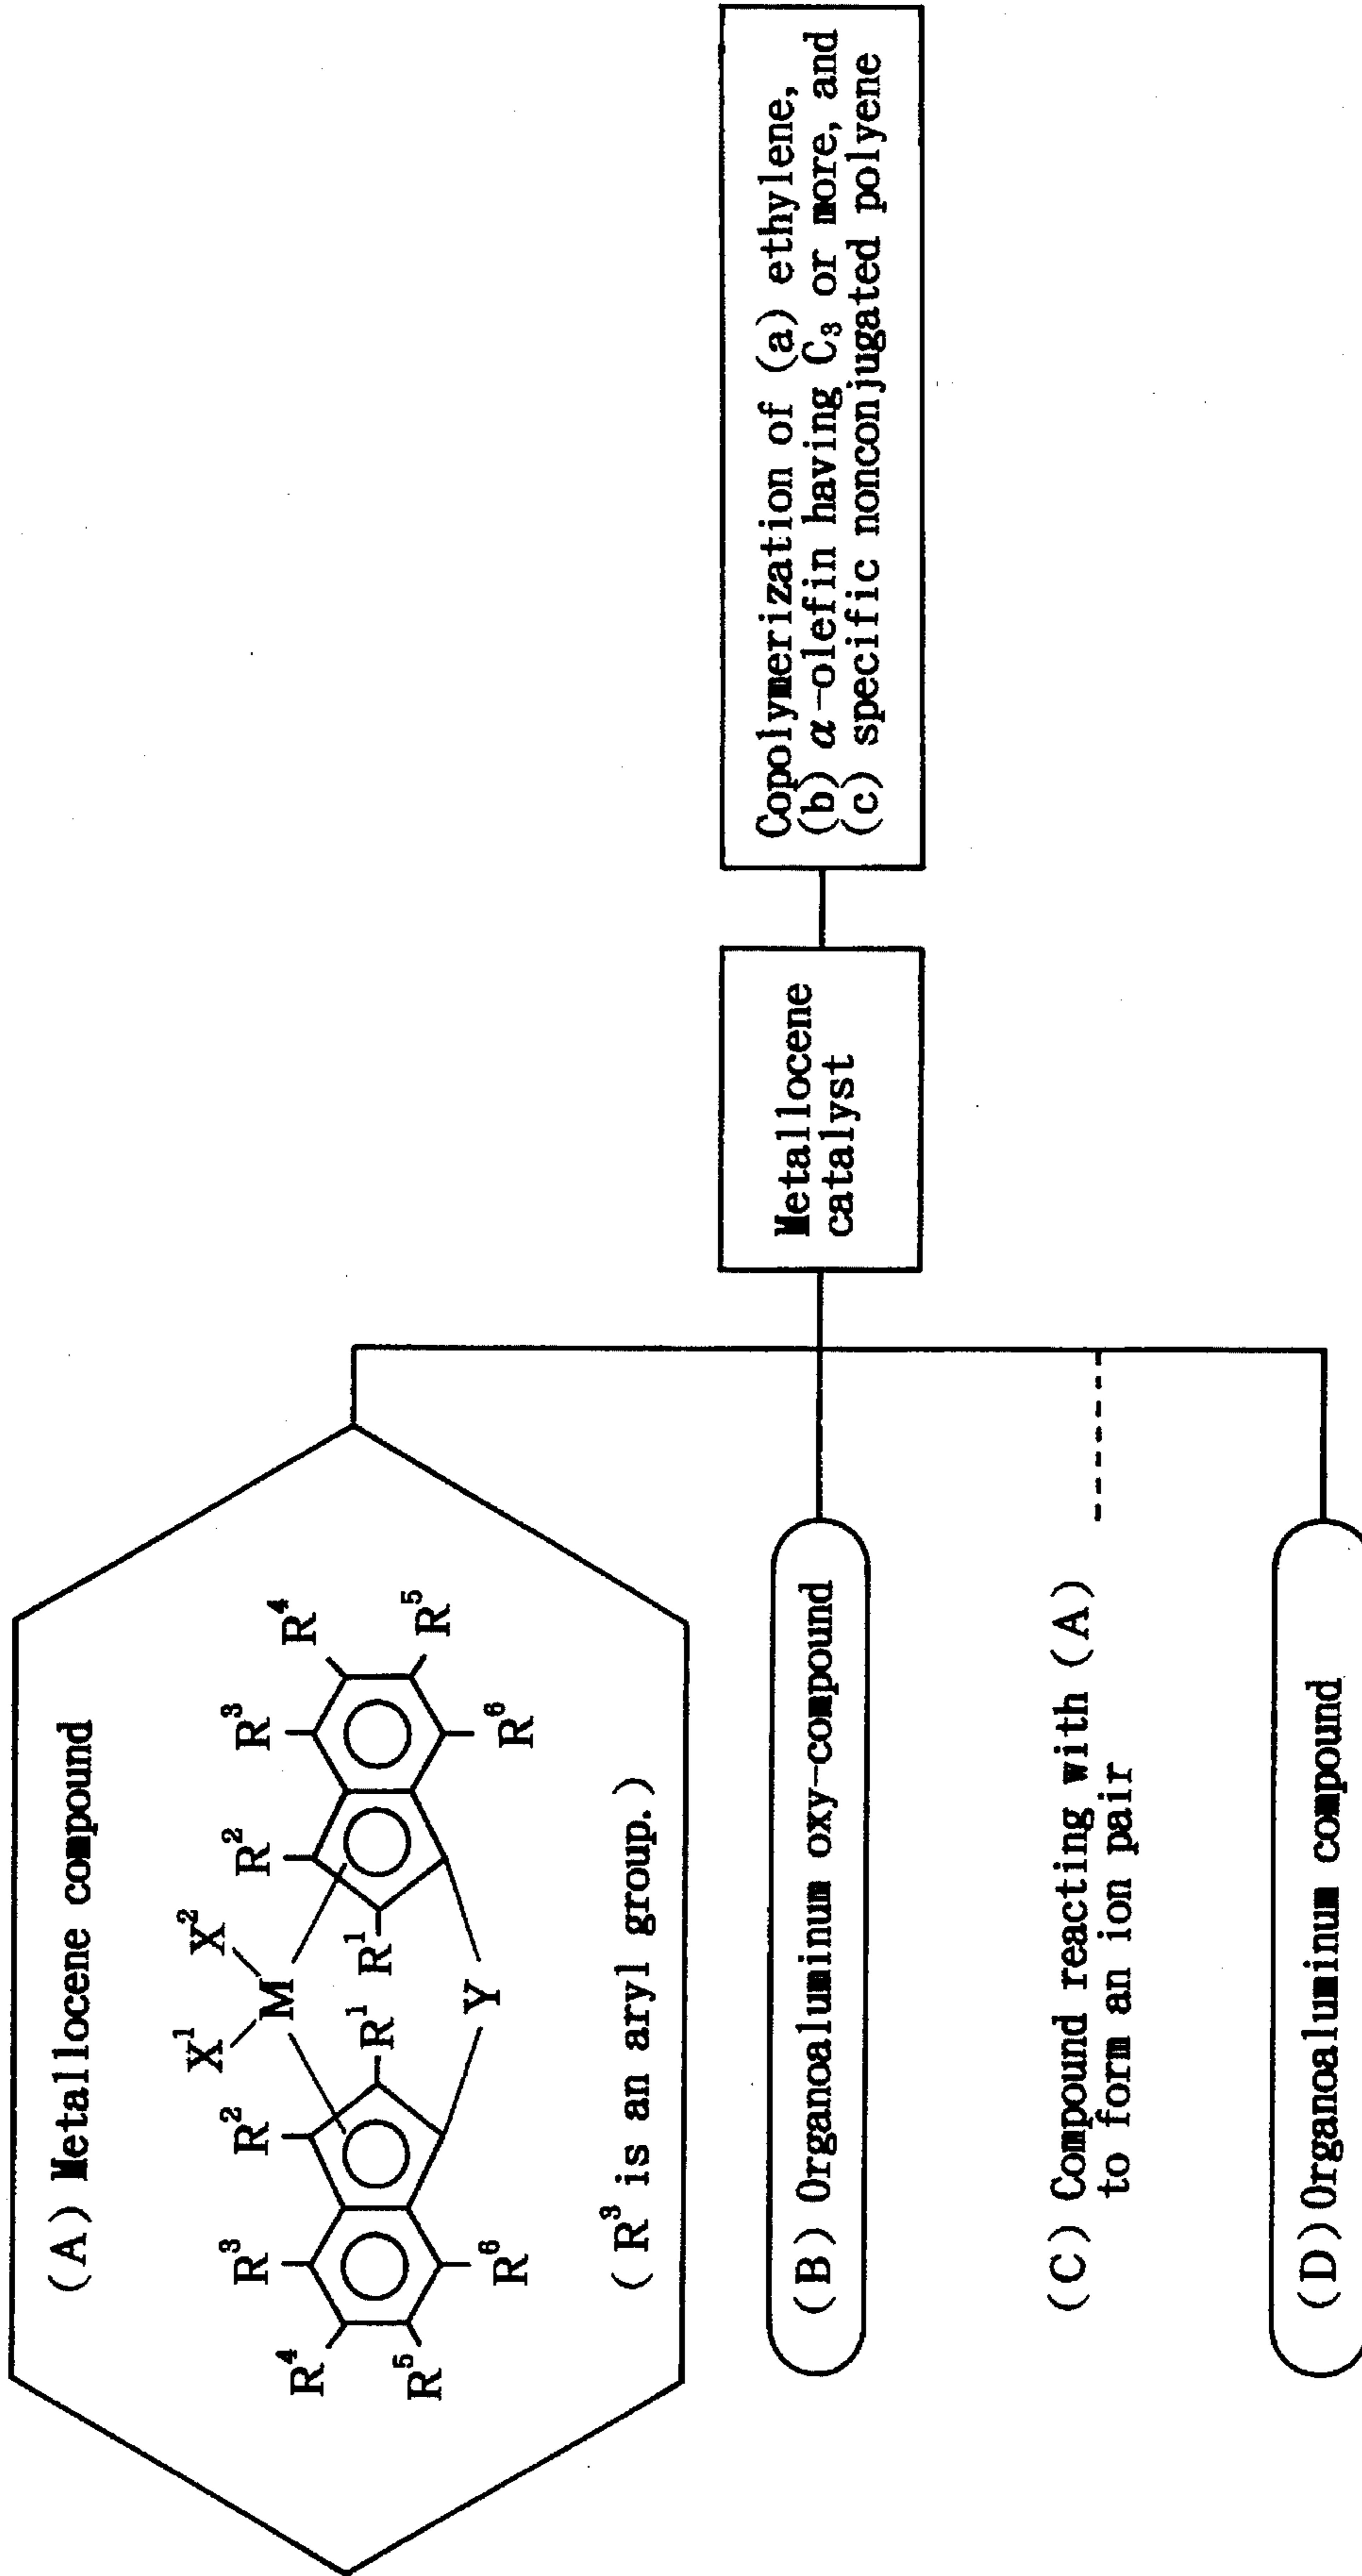 (A) Metallocene compound
X¹ X²
M
R² R²
R³ R³
R⁴ R⁴
R¹ R¹
R⁵ R⁵
R⁶ R⁶
Y
(R³ is an aryl group.)
(B) Organoaluminum oxy-compound
(C) Compound reacting with (A)
to form an ion pair
(D) Organoaluminum compound
Metallocene
catalyst
Copolymerization of (a) ethylene,
(b) α-olefin having C₃ or more, and
(c) specific nonconjugated polyene